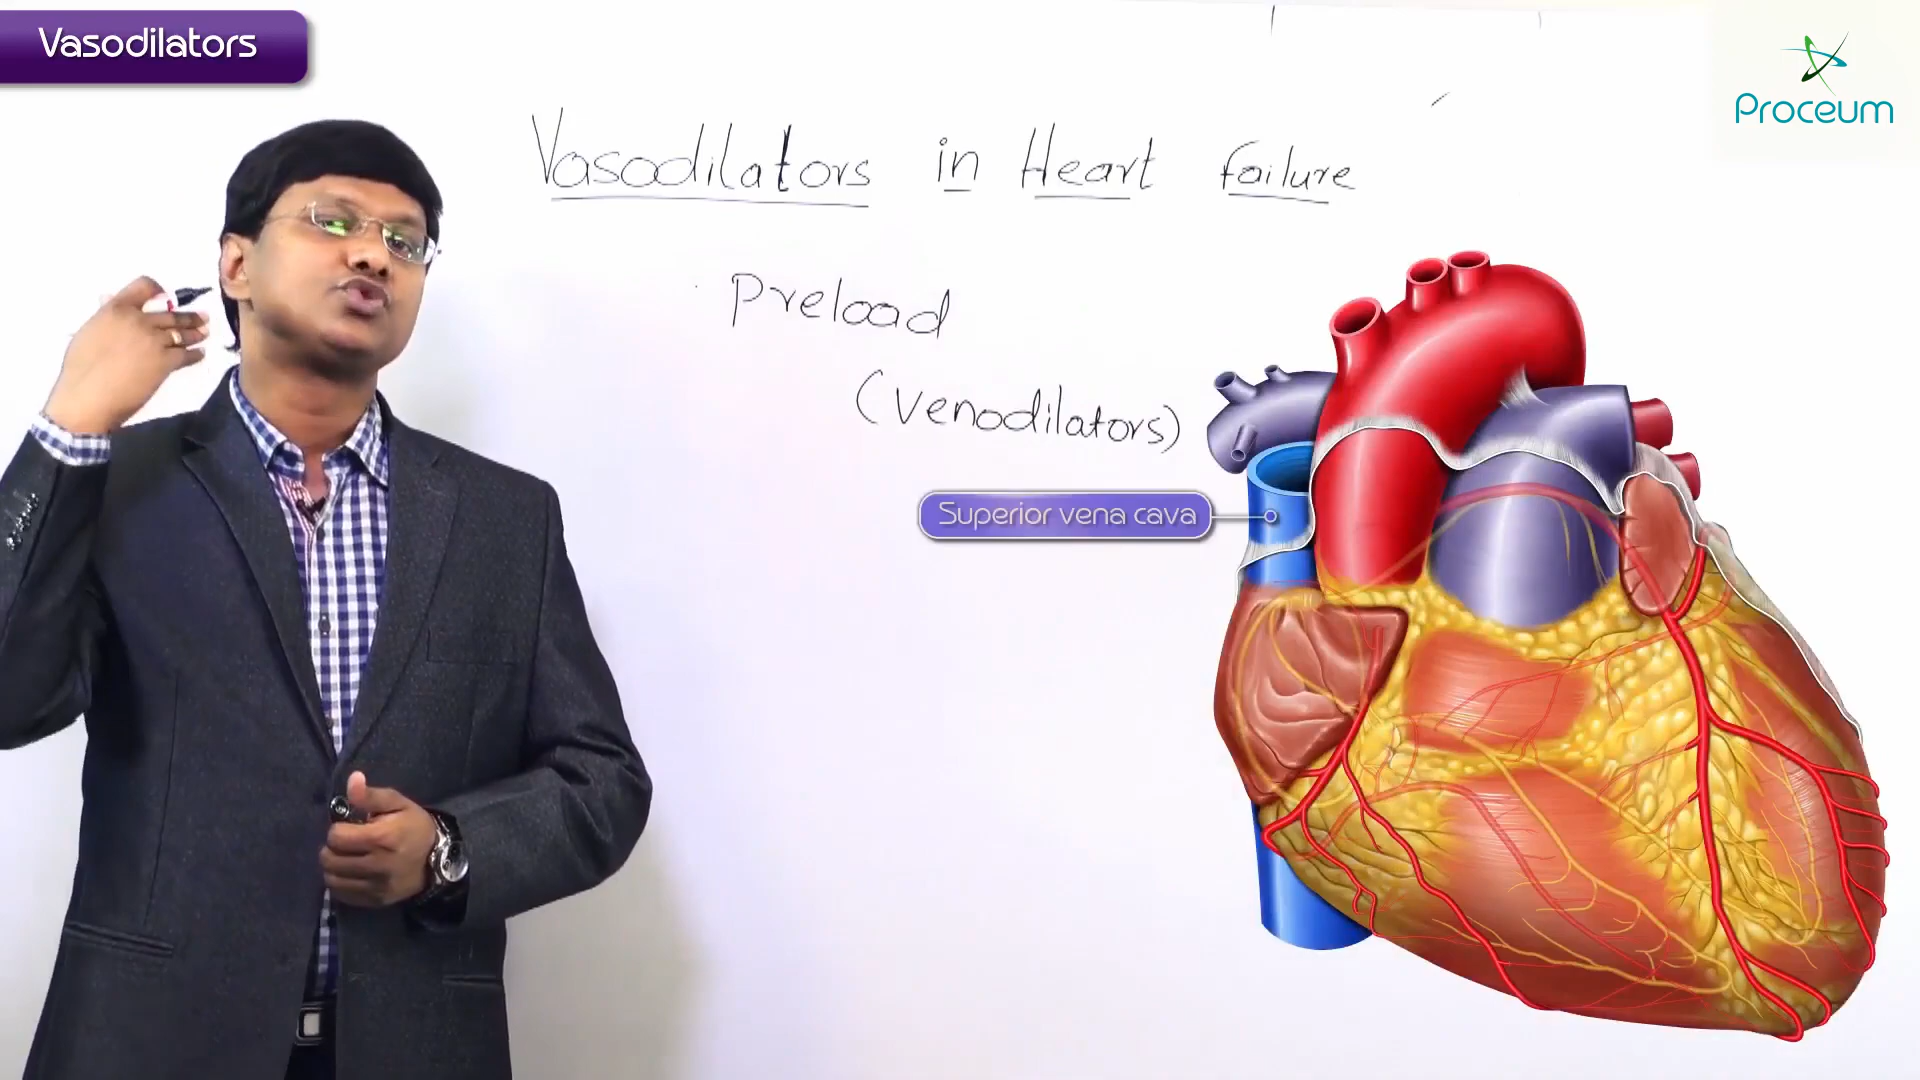 Vasodilators
Proceum
Vasodilators in Heart failure
Preload
(Venodilators)
Superior vena cava